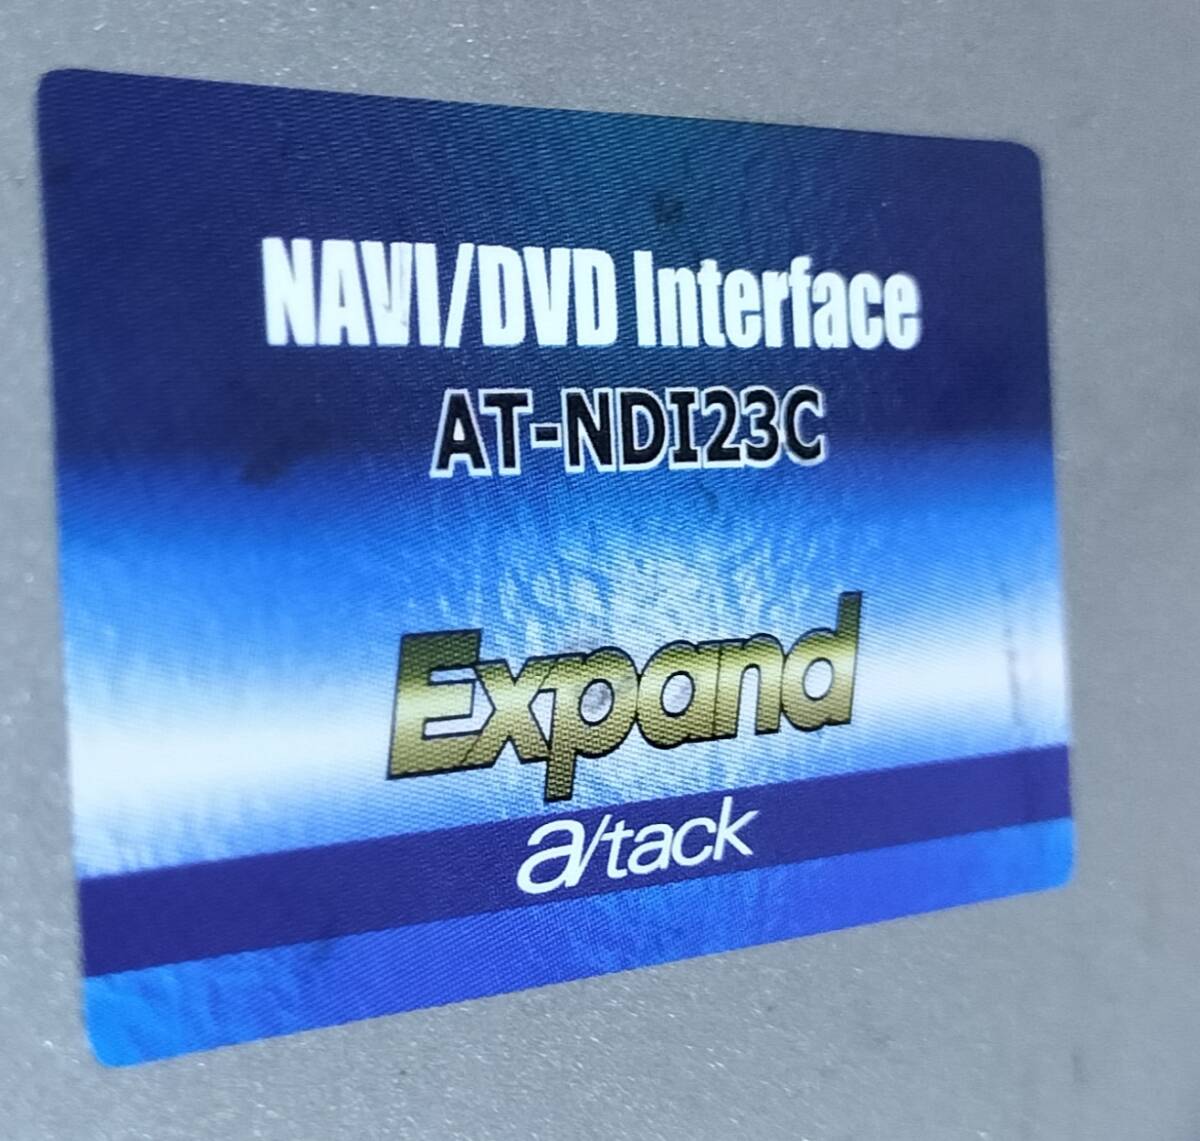 NAVI/DVD Interface
AT-NDI23C
Expand
a/tack